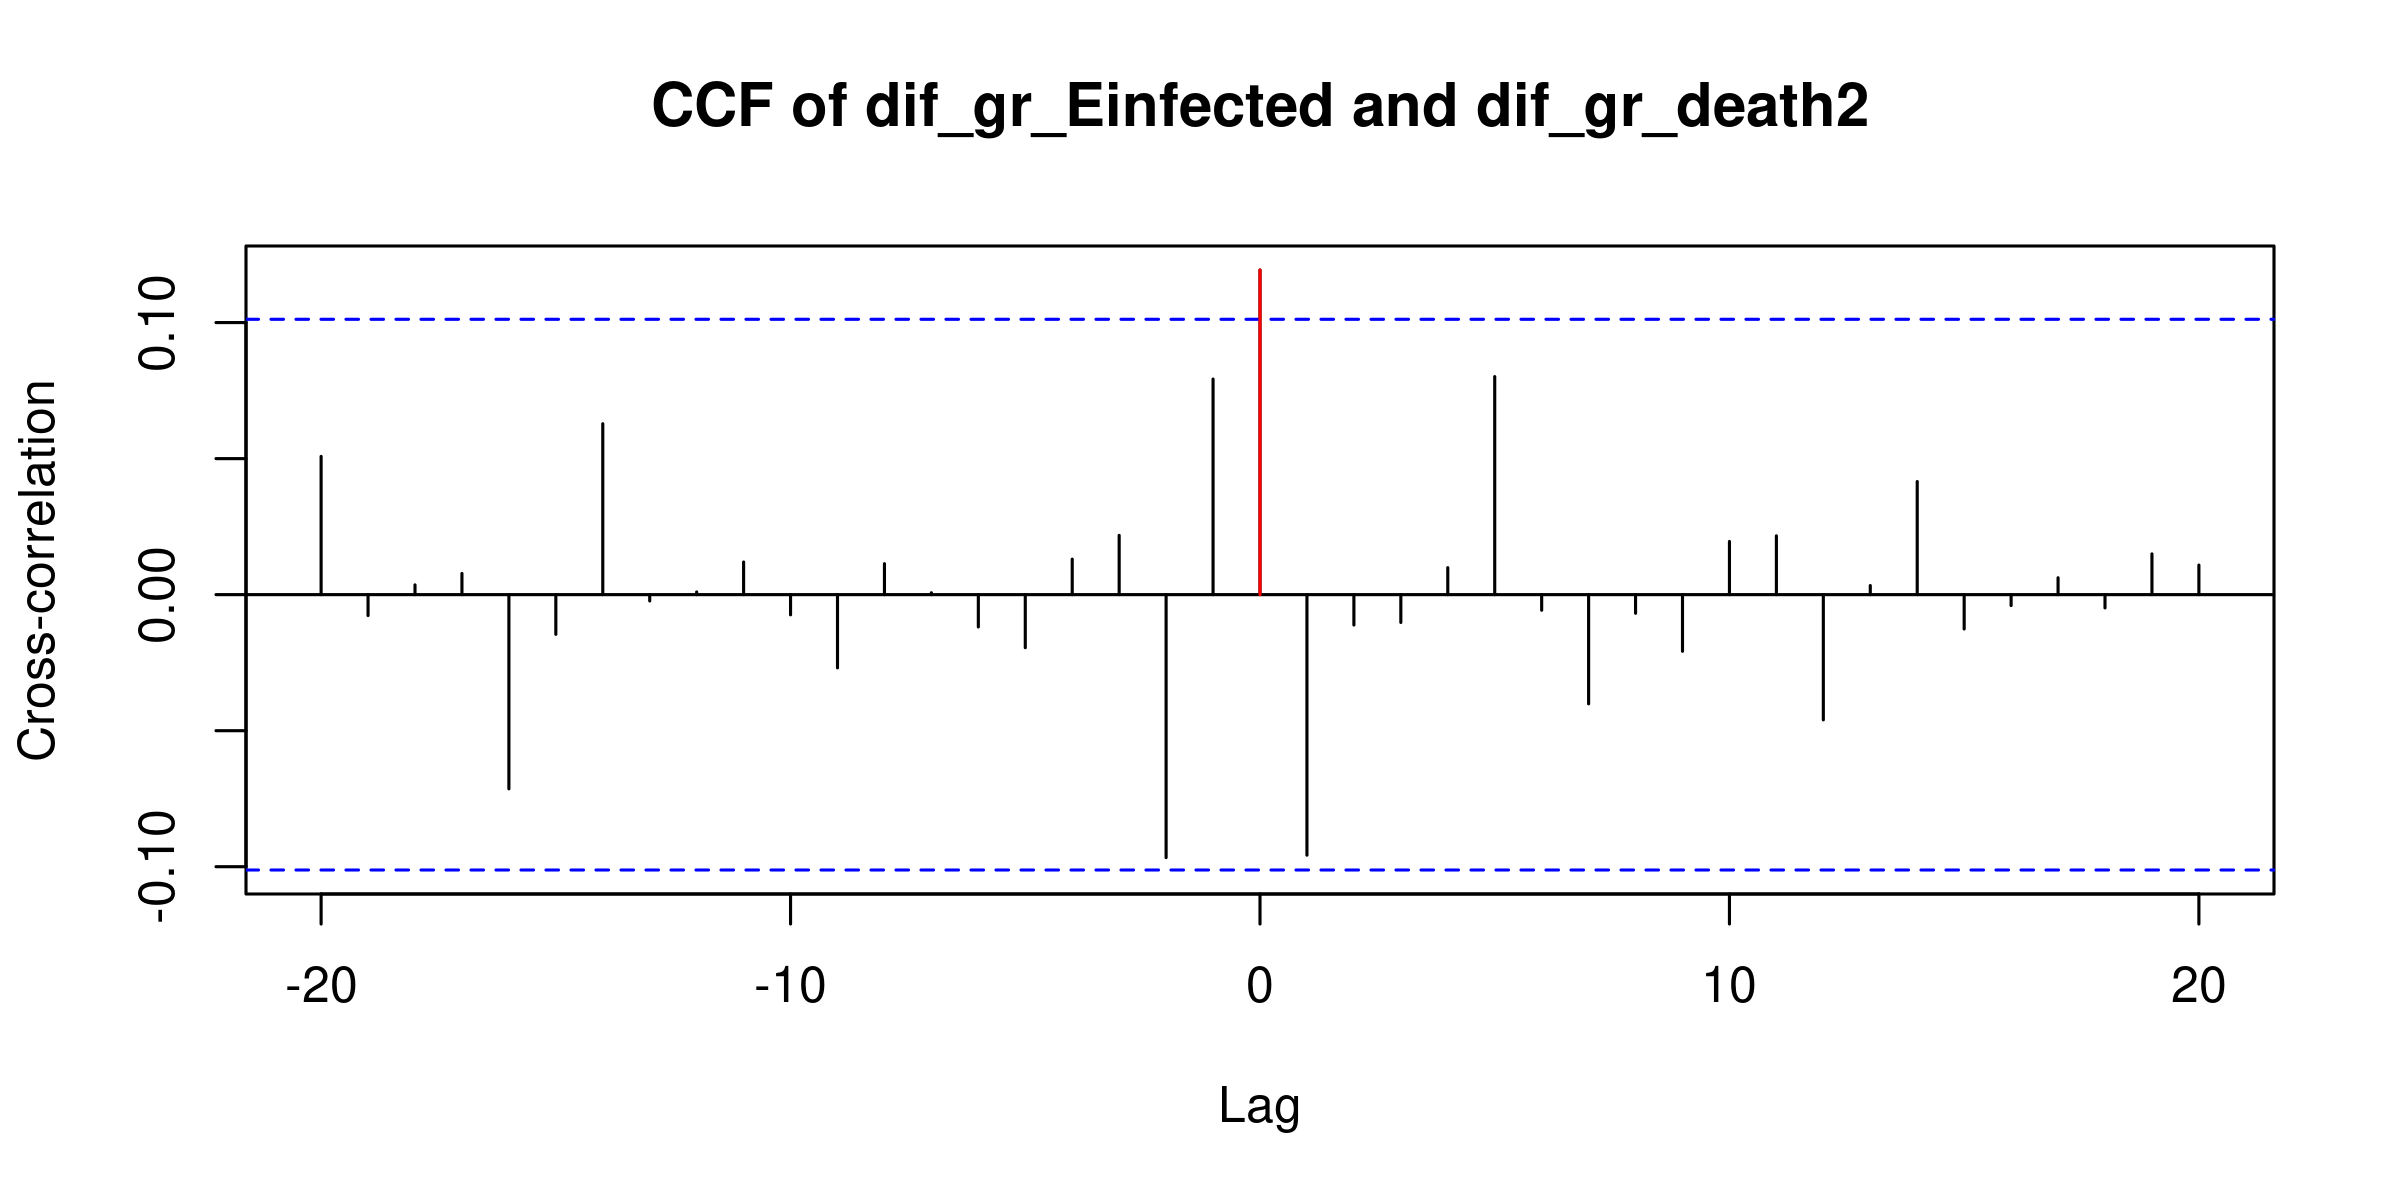 CCF of dif_gr_Einfected and dif_gr_death2
Cross-correlation
0.10
0.00
-0.10
-20 -10 0 10 20
Lag